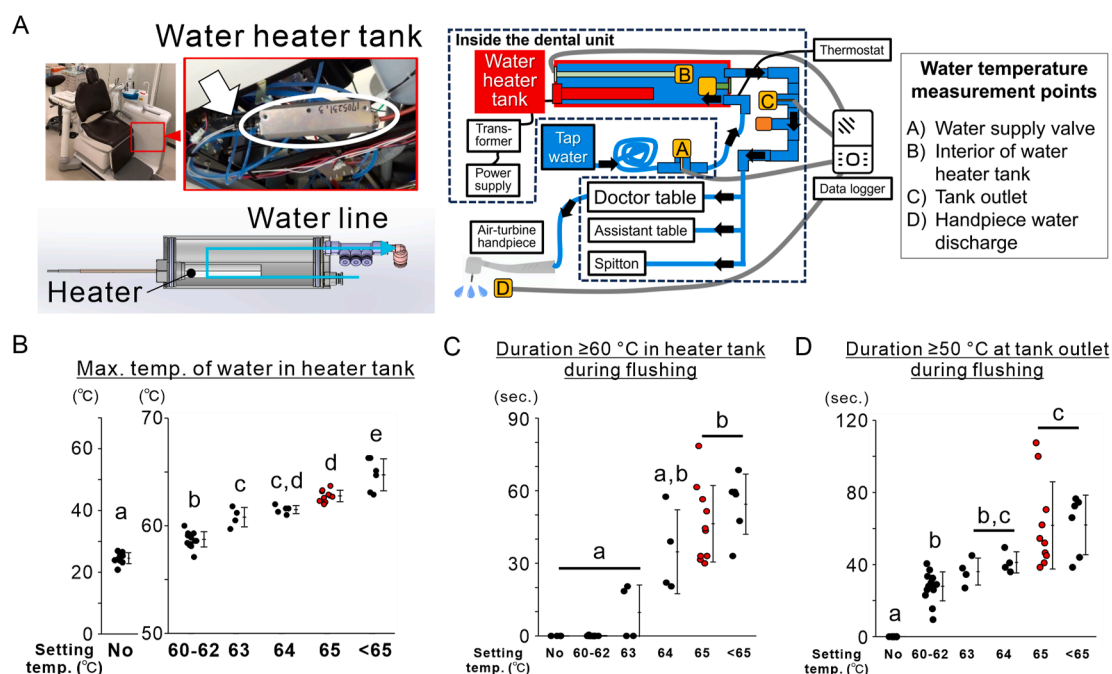 A
Water heater tank
1705231.3
Water line
Heater
Inside the dental unit
Water
heater
tank
B
Thermostat
C
Trans-
former
Power
supply
Tap
water
A
Data logger
Doctor table
Air-turbine
handpiece
Assistant table
Spitton
D
Water temperature
measurement points
A) Water supply valve
B) Interior of water
heater tank
C) Tank outlet
D) Handpiece water
discharge
B
Max. temp. of water in heater tank
(℃) (℃)
70
60
40
20
0
60
50
a
b
c
c,d
d
e
Setting
temp. (℃)
No 60-62 63 64 65 <65
C
Duration ≥60 °C in heater tank
during flushing
(sec.)
90
60
30
0
a
a,b
b
Setting
temp. (℃)
No 60-62 63 64 65 <65
D
Duration ≥50 °C at tank outlet
during flushing
(sec.)
120
80
40
0
a
b
b,c
c
Setting
temp. (℃)
No 60-62 63 64 65 <65